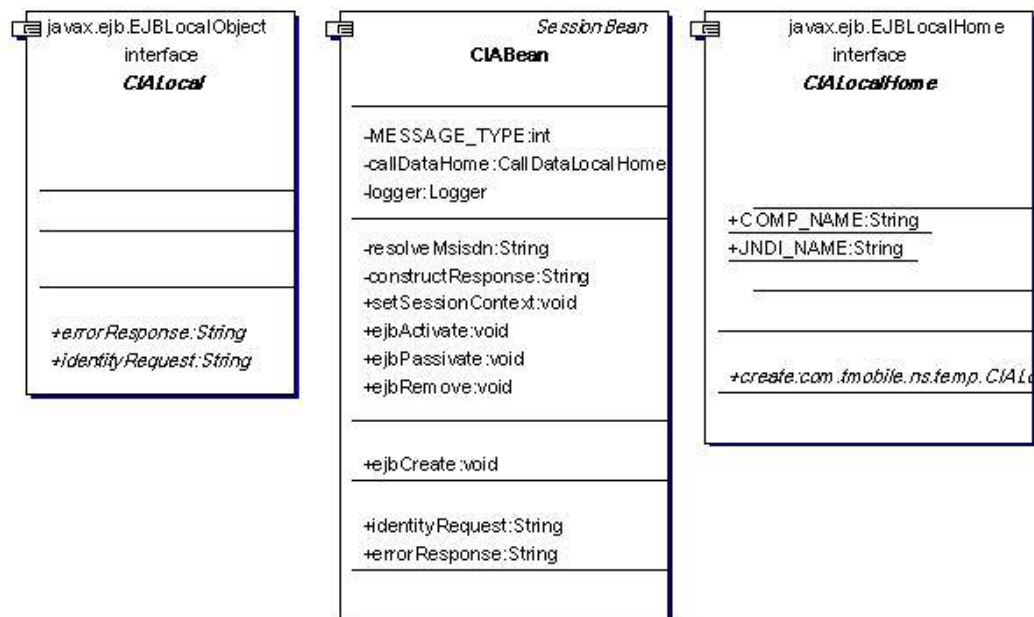 javax.ejb.EJBLocalObject
interface
CIALocal
+errorResponse:String
+identityRequest:String
SessionBean
CIABean
-MESSAGE_TYPE:int
-callDataHome:CallDataLocalHome
-logger:Logger
-resolveMsisdn:String
-constructResponse:String
+setSessionContext:void
+ejbActivate:void
+ejbPassivate:void
+ejbRemove:void
+ejbCreate:void
+identityRequest:String
+errorResponse:String
javax.ejb.EJBLocalHome
interface
CIALocalHome
+COMP_NAME:String
+JNDI_NAME:String
+create:com.tmobile.ns.temp.CIALo